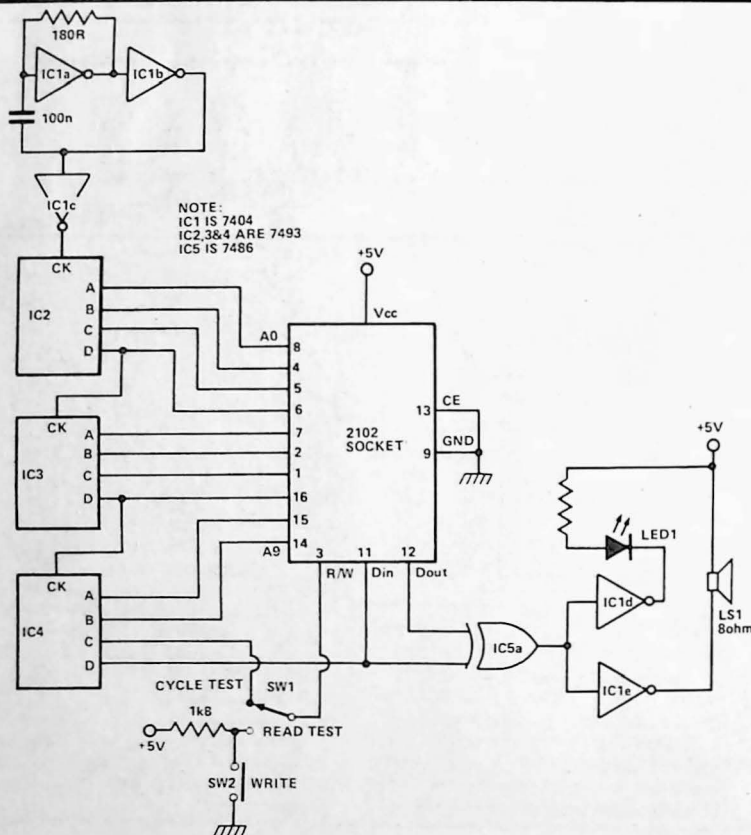 180R
IC1a
IC1b
100n
IC1c
NOTE:
IC1 IS 7404
IC2,3&4 ARE 7493
IC5 IS 7486
+5V
CK
Vcc
IC2
A
B
C
D
A0
8
4
5
6
7
2
1
16
15
14
A9
2102
SOCKET
13
CE
9
GND
3
11
12
R/W
Din
Dout
CK
IC3
A
B
C
D
CK
IC4
A
B
C
D
+5V
LED1
IC1d
LS1
8ohm
IC5a
IC1e
CYCLE TEST
SW1
READ TEST
1k8
+5V
SW2
WRITE